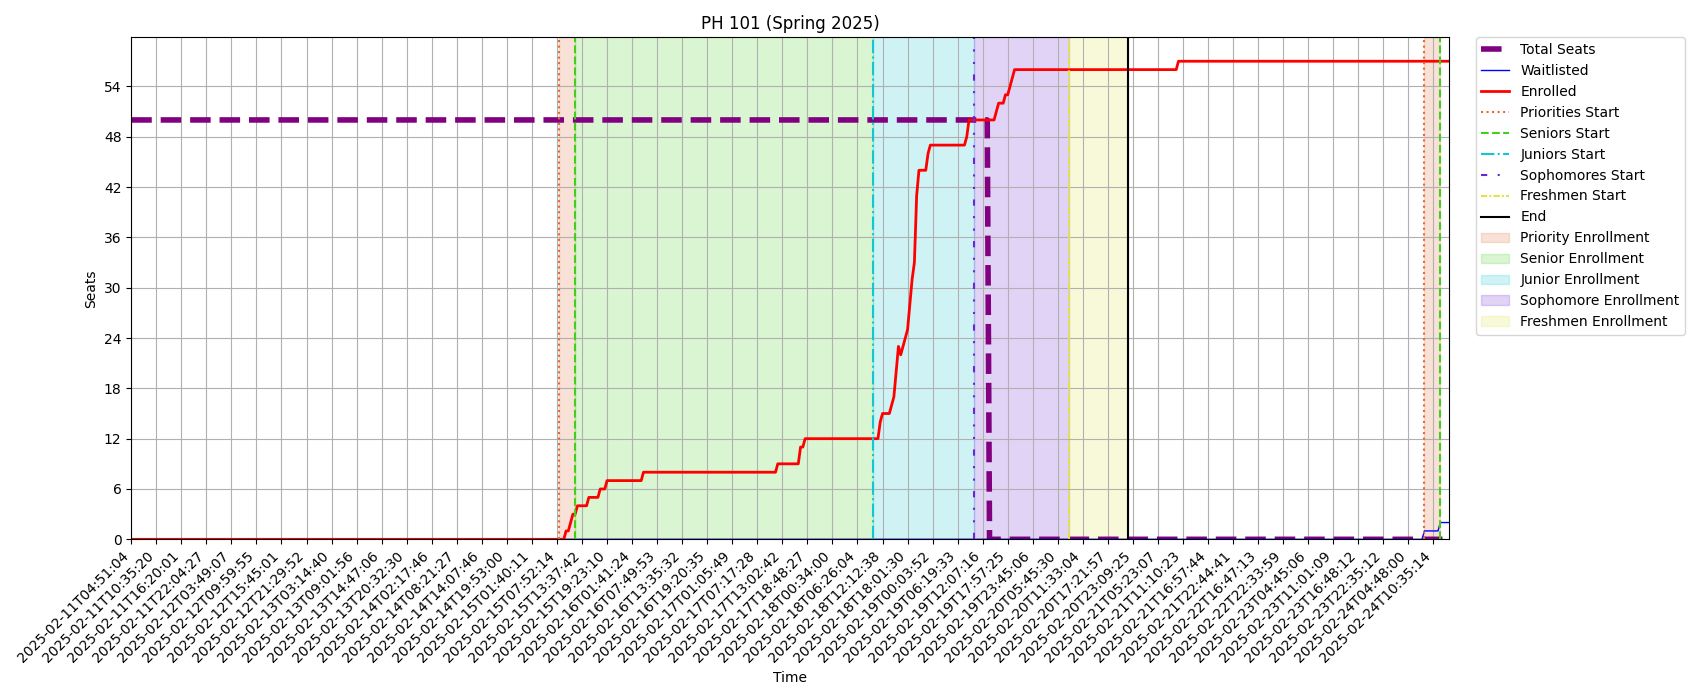 PH 101 (Spring 2025)
Seats
54
48
42
36
30
24
18
12
6
0
2025-02-11T04:51:04
2025-02-11T10:35:20
2025-02-11T16:20:01
2025-02-11T22:04:27
2025-02-12T03:49:07
2025-02-12T09:59:55
2025-02-12T15:45:01
2025-02-12T21:29:52
2025-02-13T03:14:40
2025-02-13T09:01:56
2025-02-13T14:47:06
2025-02-13T20:32:30
2025-02-14T02:17:46
2025-02-14T08:21:27
2025-02-14T14:07:46
2025-02-14T19:53:00
2025-02-15T01:40:11
2025-02-15T07:52:14
2025-02-15T13:37:42
2025-02-15T19:23:10
2025-02-16T01:41:24
2025-02-16T07:49:53
2025-02-16T13:35:32
2025-02-16T19:20:35
2025-02-17T01:05:49
2025-02-17T07:17:28
2025-02-17T13:02:42
2025-02-17T18:48:27
2025-02-18T00:34:00
2025-02-18T06:26:04
2025-02-18T12:12:38
2025-02-18T18:01:30
2025-02-19T00:03:52
2025-02-19T06:19:33
2025-02-19T12:07:16
2025-02-19T17:57:25
2025-02-19T23:45:06
2025-02-20T05:45:30
2025-02-20T11:33:04
2025-02-20T17:21:57
2025-02-20T23:09:25
2025-02-21T05:23:07
2025-02-21T11:10:23
2025-02-21T16:57:44
2025-02-21T22:44:41
2025-02-22T16:47:13
2025-02-22T22:33:59
2025-02-23T04:45:06
2025-02-23T11:01:09
2025-02-23T16:48:12
2025-02-23T22:35:12
2025-02-24T04:48:00
2025-02-24T10:35:14
Time
Total Seats
Waitlisted
Enrolled
Priorities Start
Seniors Start
Juniors Start
Sophomores Start
Freshmen Start
End
Priority Enrollment
Senior Enrollment
Junior Enrollment
Sophomore Enrollment
Freshmen Enrollment